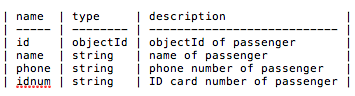 | name | type | description |
| ------ | -------- | ---------------------------- |
| id | objectId | objectId of passenger |
| name | string | name of passenger |
| phone | string | phone number of passenger |
| idnum | string | ID card number of passenger |